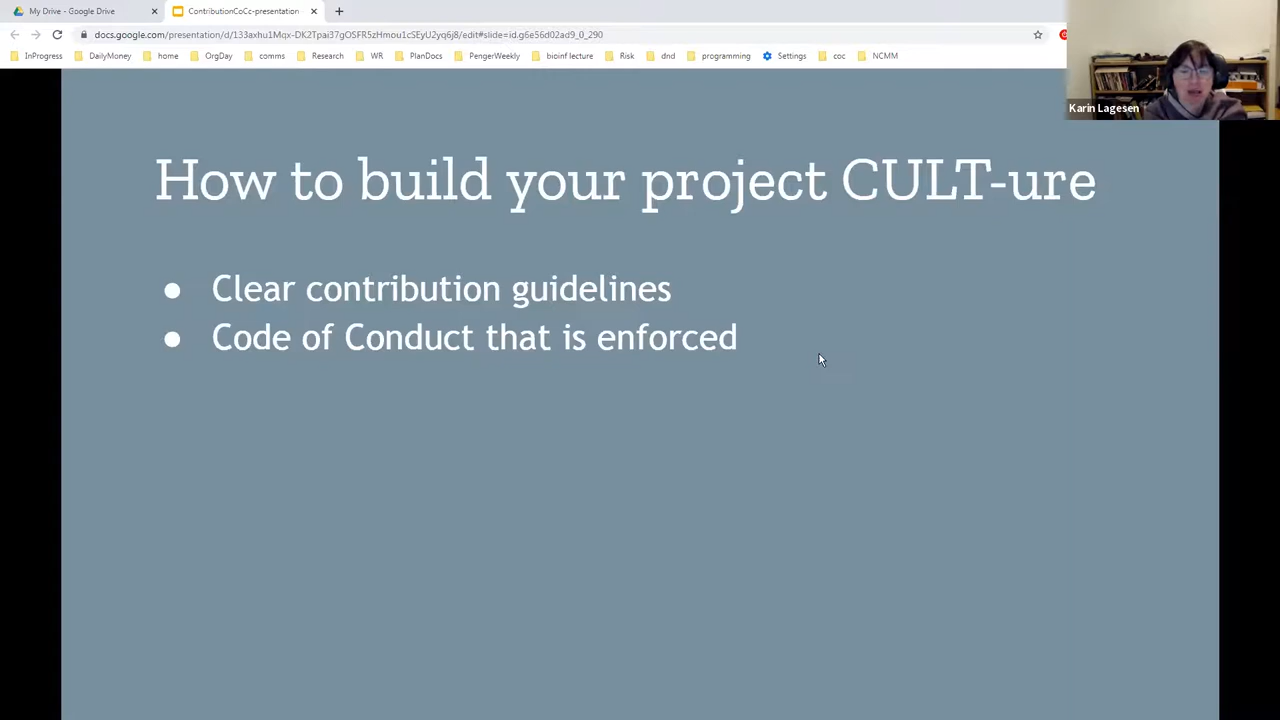 My Drive - Google Drive
ContributionCoCc-presentation
docs.google.com/presentation/d/133axhu1Mqx-DK2Tpai37gOSFR5zHmou1cSEyU2yq6j8/edit#slide=id.g6e56d02ad9_0_290
InProgress DailyMoney home OrgDay comms Research WR PlanDocs PengerWeekly bioinf lecture Risk dnd programming Settings coc NCMM
Karin Lagesen
How to build your project CULT-ure
● Clear contribution guidelines
● Code of Conduct that is enforced